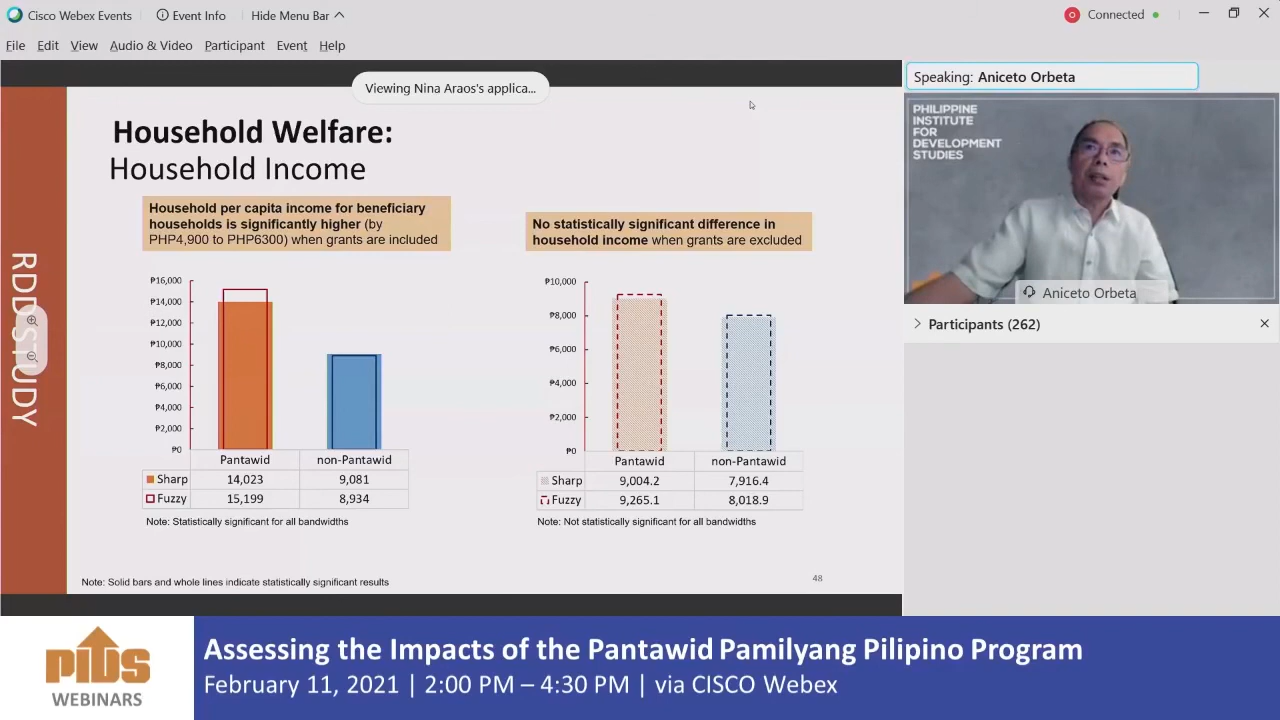 Cisco Webex Events
Event Info
Hide Menu Bar
Connected
File Edit View Audio & Video Participant Event Help
Viewing Nina Araos's applica...
Speaking: Aniceto Orbeta
PHILIPPINE
INSTITUTE
FOR
DEVELOPMENT
STUDIES
Aniceto Orbeta
Participants (262)
RDD STUDY
Household Welfare:
Household Income
Household per capita income for beneficiary
households is significantly higher (by
PHP4,900 to PHP6300) when grants are included
₱16,000
₱14,000
₱12,000
₱10,000
₱8,000
₱6,000
₱4,000
₱2,000
₱0
Pantawid non-Pantawid
Sharp 14,023 9,081
Fuzzy 15,199 8,934
Note: Statistically significant for all bandwidths
No statistically significant difference in
household income when grants are excluded
₱10,000
₱8,000
₱6,000
₱4,000
₱2,000
₱0
Pantawid non-Pantawid
Sharp 9,004.2 7,916.4
Fuzzy 9,265.1 8,018.9
Note: Not statistically significant for all bandwidths
Note: Solid bars and whole lines indicate statistically significant results
48
PIDS
WEBINARS
Assessing the Impacts of the Pantawid Pamilyang Pilipino Program
February 11, 2021 | 2:00 PM – 4:30 PM | via CISCO Webex